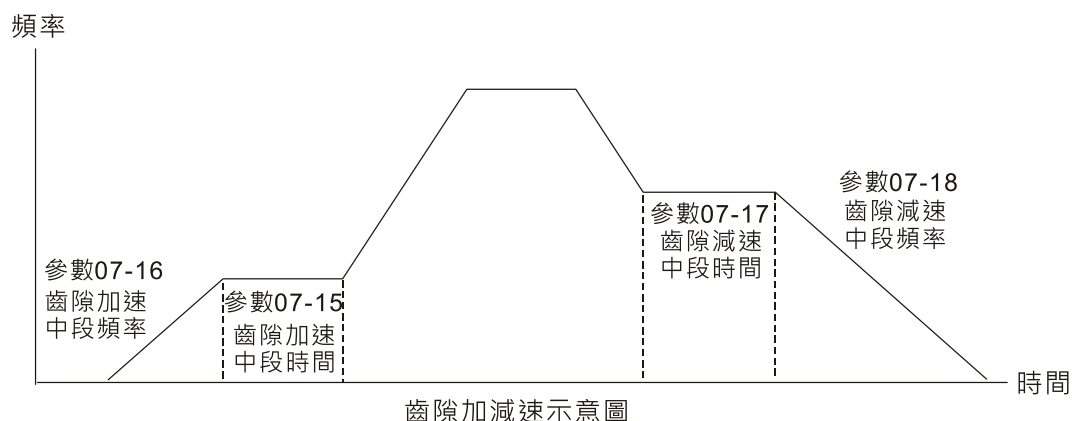 頻率
參數07-16
齒隙加速
中段頻率
參數07-15
齒隙加速
中段時間
參數07-17
齒隙減速
中段時間
參數07-18
齒隙減速
中段頻率
時間
齒隙加減速示意圖